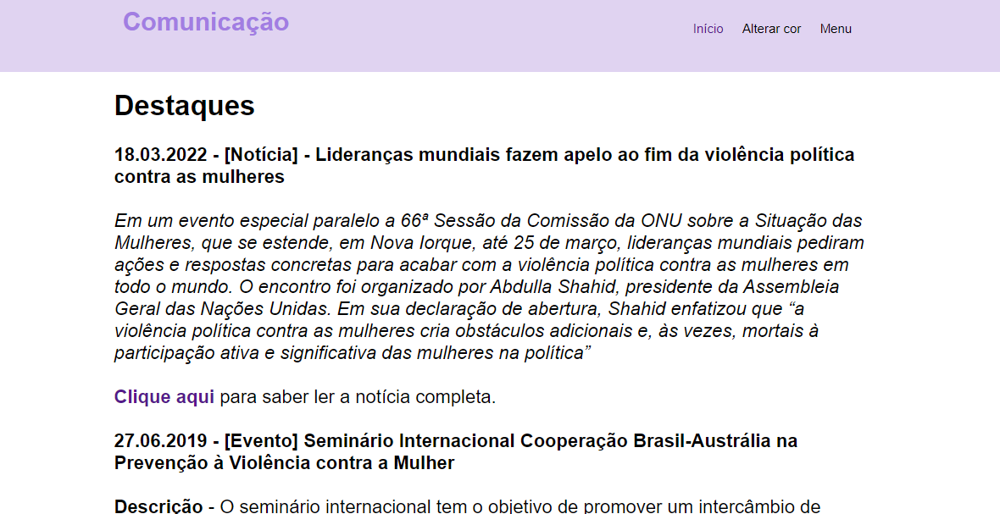 Comunicação
Início Alterar cor Menu
Destaques
18.03.2022 - [Notícia] - Lideranças mundiais fazem apelo ao fim da violência política
contra as mulheres
Em um evento especial paralelo a 66ª Sessão da Comissão da ONU sobre a Situação das
Mulheres, que se estende, em Nova Iorque, até 25 de março, lideranças mundiais pediram
ações e respostas concretas para acabar com a violência política contra as mulheres em
todo o mundo. O encontro foi organizado por Abdulla Shahid, presidente da Assembleia
Geral das Nações Unidas. Em sua declaração de abertura, Shahid enfatizou que “a
violência política contra as mulheres cria obstáculos adicionais e, às vezes, mortais à
participação ativa e significativa das mulheres na política”
Clique aqui para saber ler a notícia completa.
27.06.2019 - [Evento] Seminário Internacional Cooperação Brasil-Austrália na
Prevenção à Violência contra a Mulher
Descrição - O seminário internacional tem o objetivo de promover um intercâmbio de